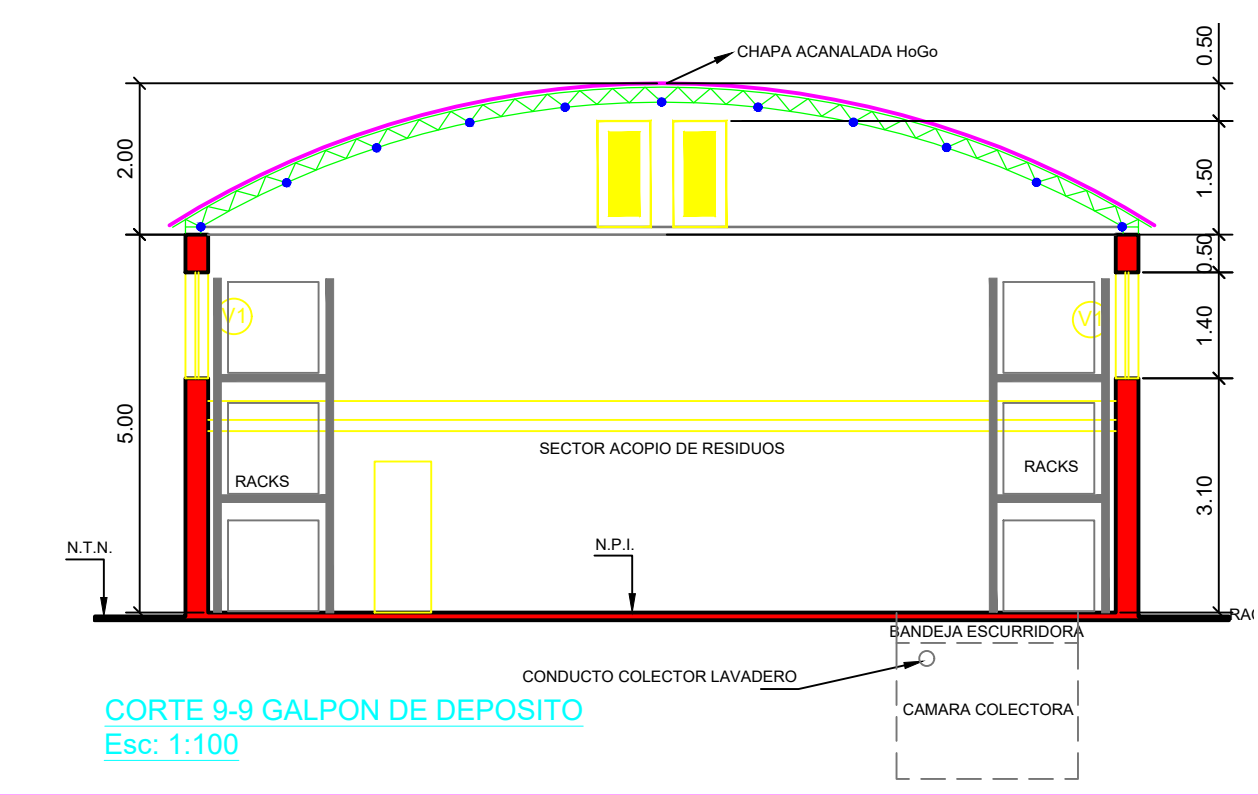 CHAPA ACANALADA HoGo
0.50
2.00
1.50
0.50
V1
V1
1.40
5.00
SECTOR ACOPIO DE RESIDUOS
RACKS
RACKS
3.10
N.T.N.
N.P.I.
RAC
BANDEJA ESCURRIDORA
CONDUCTO COLECTOR LAVADERO
CAMARA COLECTORA
CORTE 9-9 GALPON DE DEPOSITO
Esc: 1:100